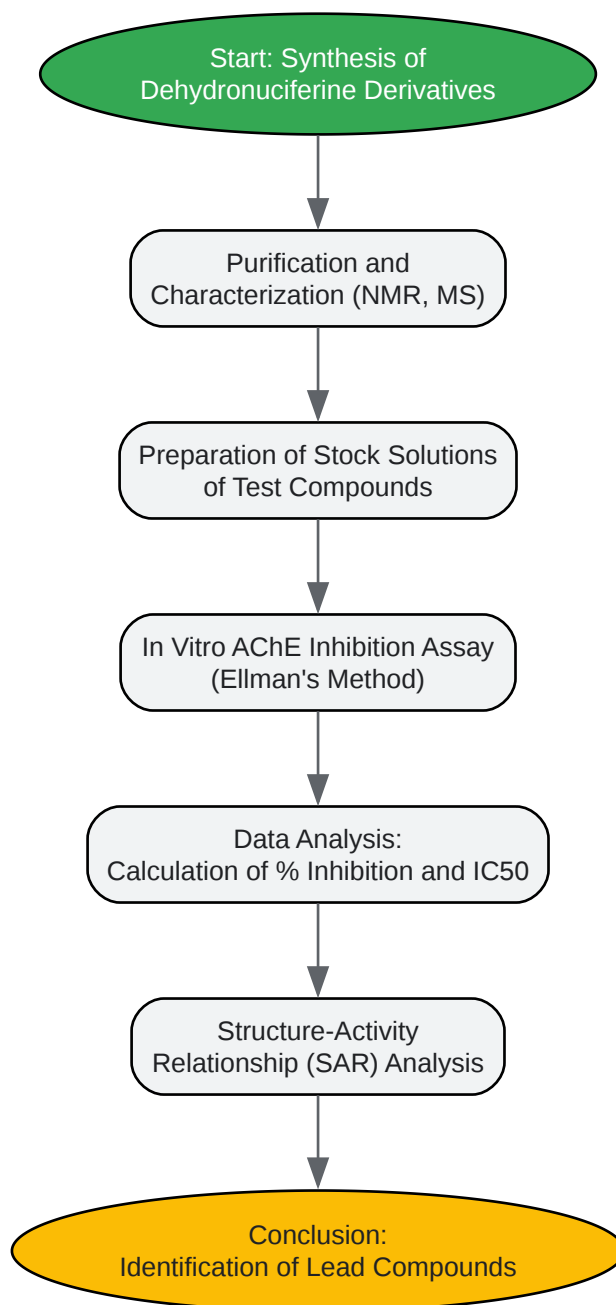 Start: Synthesis of
Dehydronuciferine Derivatives
Purification and
Characterization (NMR, MS)
Preparation of Stock Solutions
of Test Compounds
In Vitro AChE Inhibition Assay
(Ellman's Method)
Data Analysis:
Calculation of % Inhibition and IC50
Structure-Activity
Relationship (SAR) Analysis
Conclusion:
Identification of Lead Compounds